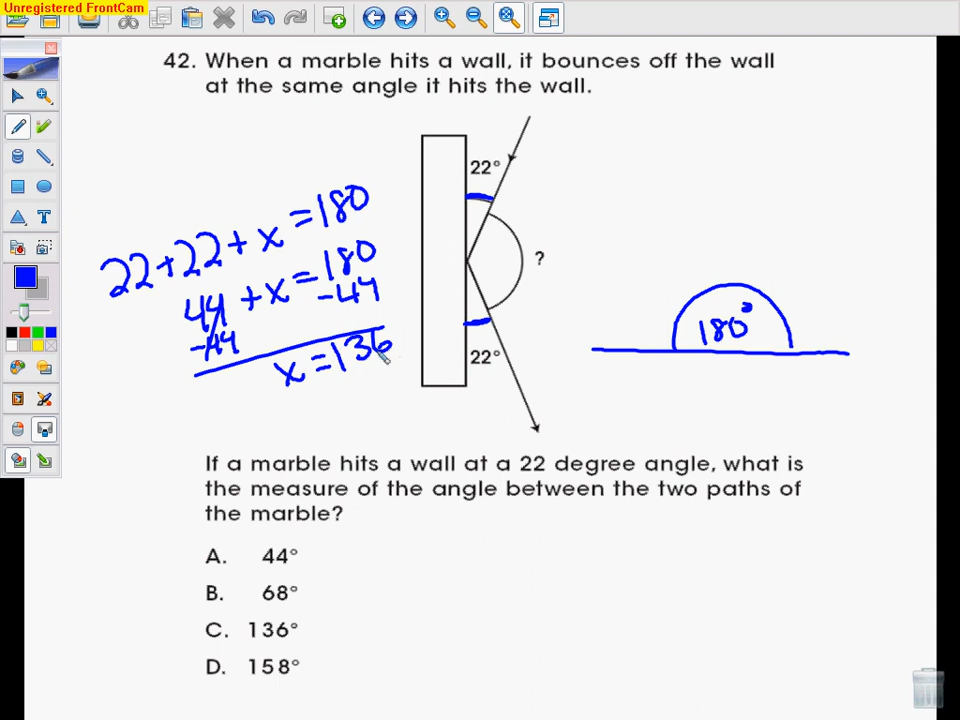 Unregistered FrontCam
42. When a marble hits a wall, it bounces off the wall
at the same angle it hits the wall.
22°
?
22°
22+22+x=180
44+x=180
-44 -44
x=136
180°
If a marble hits a wall at a 22 degree angle, what is
the measure of the angle between the two paths of
the marble?
A. 44°
B. 68°
C. 136°
D. 158°
T